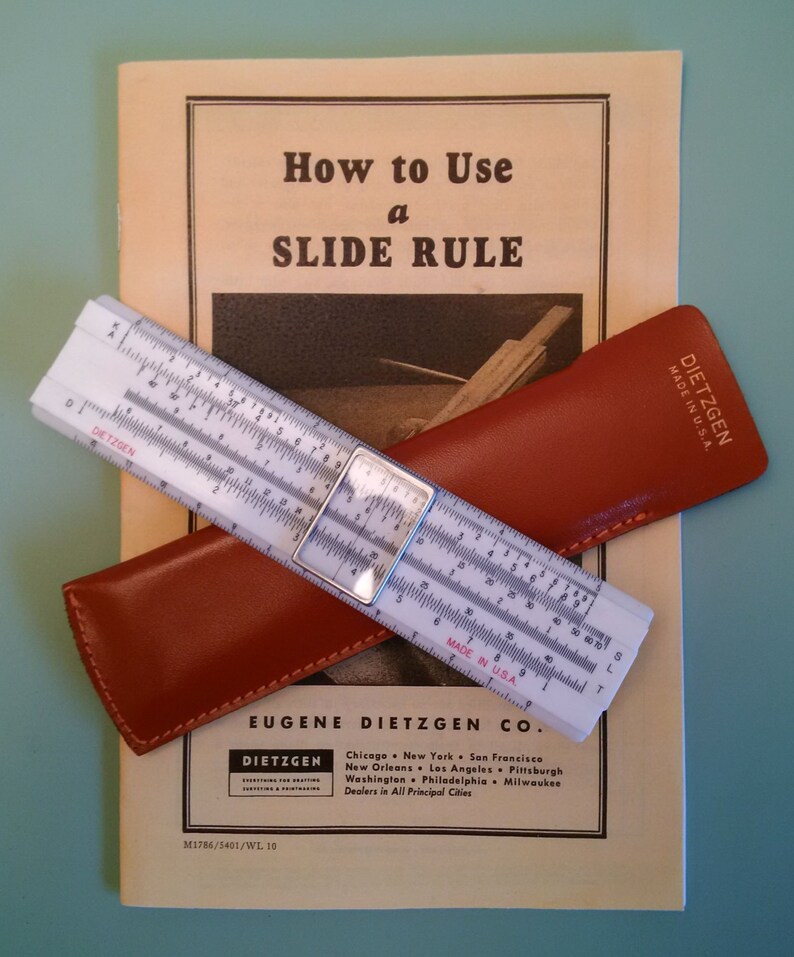 How to Use
a
SLIDE RULE
DIETZGEN
MADE IN U.S.A.
K
A
D
DIETZGEN
MADE IN U.S.A.
S
L
T
EUGENE DIETZGEN CO.
DIETZGEN
EVERYTHING FOR DRAFTING
SURVEYING & PRINTMAKING
Chicago • New York • San Francisco
New Orleans • Los Angeles • Pittsburgh
Washington • Philadelphia • Milwaukee
Dealers in All Principal Cities
M1786/5401/WL 10